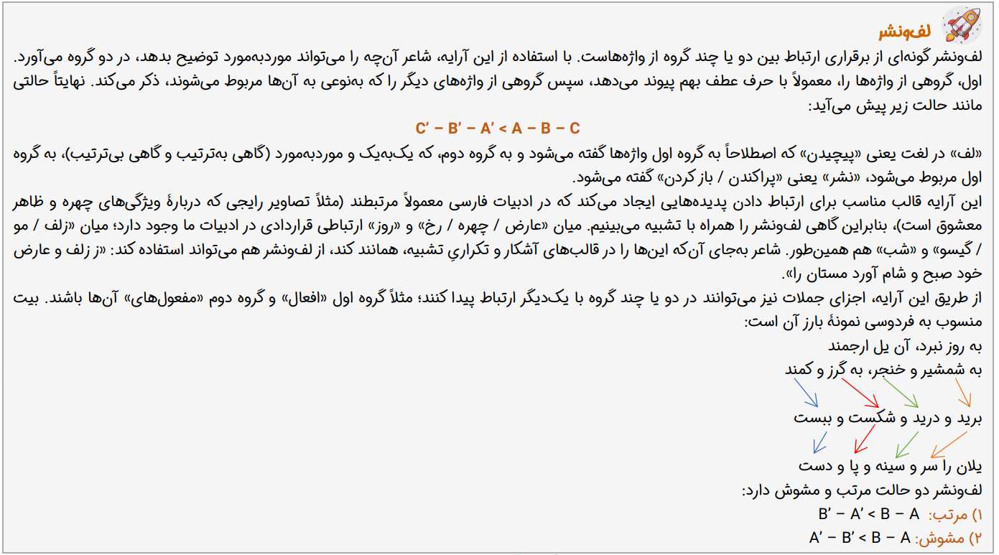 لف‌ونشر
لف‌ونشر گونه‌ای از برقراری ارتباط بین دو یا چند گروه از واژه‌هاست. با استفاده از این آرایه، شاعر آن‌چه را می‌تواند موردبه‌مورد توضیح بدهد، در دو گروه می‌آورد.
اول، گروهی از واژه‌ها را، معمولاً با حرف عطف بهم پیوند می‌دهد، سپس گروهی از واژه‌های دیگر را که به‌نوعی به آن‌ها مربوط می‌شوند، ذکر می‌کند. نهایتاً حالتی
مانند حالت زیر پیش می‌آید:
C′ – B′ – A′ < A – B – C
«لف» در لغت یعنی «پیچیدن» که اصطلاحاً به گروه اول واژه‌ها گفته می‌شود و به گروه دوم، که یک‌به‌یک و موردبه‌مورد (گاهی به‌ترتیب و گاهی بی‌ترتیب)، به گروه
اول مربوط می‌شود، «نشر» یعنی «پراکندن / باز کردن» گفته می‌شود.
این آرایه قالب مناسب برای ارتباط دادن پدیده‌هایی ایجاد می‌کند که در ادبیات فارسی معمولاً مرتبطند (مثلاً تصاویر رایجی که دربارهٔ ویژگی‌های چهره و ظاهر
معشوق است)، بنابراین گاهی لف‌ونشر را همراه با تشبیه می‌بینیم. میان «عارض / چهره / رخ» و «روز» ارتباطی قراردادی در ادبیات ما وجود دارد؛ میان «زلف / مو
/ گیسو» و «شب» هم همین‌طور. شاعر به‌جای آن‌که این‌ها را در قالب‌های آشکار و تکراریِ تشبیه، همانند کند، از لف‌ونشر هم می‌تواند استفاده کند: «ز زلف و عارض
خود صبح و شام آورد مستان را».
از طریق این آرایه، اجزای جملات نیز می‌توانند در دو یا چند گروه با یک‌دیگر ارتباط پیدا کنند؛ مثلاً گروه اول «افعال» و گروه دوم «مفعول‌های» آن‌ها باشند. بیت
منسوب به فردوسی نمونهٔ بارز آن است:
به روز نبرد، آن یل ارجمند
به شمشیر و خنجر، به گرز و کمند
برید و درید و شکست و ببست
یلان را سر و سینه و پا و دست
لف‌ونشر دو حالت مرتب و مشوش دارد:
۱) مرتب: B′ – A′ < B – A
۲) مشوش: A′ – B′ < B – A